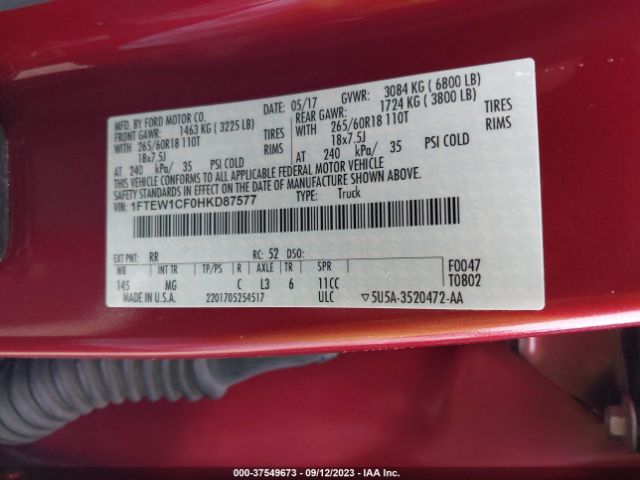 MFD. BY FORD MOTOR CO.
DATE: 05/17 GVWR: 3084 KG ( 6800 LB)
FRONT GAWR: 1463 KG ( 3225 LB) REAR GAWR: 1724 KG ( 3800 LB)
WITH 265/60R18 110T TIRES WITH 265/60R18 110T TIRES
18x7.5J RIMS 18x7.5J RIMS
AT 240 kPa/ 35 PSI COLD AT 240 kPa/ 35 PSI COLD
THIS VEHICLE CONFORMS TO ALL APPLICABLE FEDERAL MOTOR VEHICLE
SAFETY STANDARDS IN EFFECT ON THE DATE OF MANUFACTURE SHOWN ABOVE.
VIN: 1FTEW1CF0HKD87577 TYPE: Truck
EXT PNT: RR RC: 52 DSO:
WB INT TR TP/PS R AXLE TR SPR F0047
145 MG C L3 6 11CC T0802
MADE IN U.S.A. 220170S254517 ULC ▽5U5A-3520472-AA
000-37549673 - 09/12/2023 - IAA Inc.